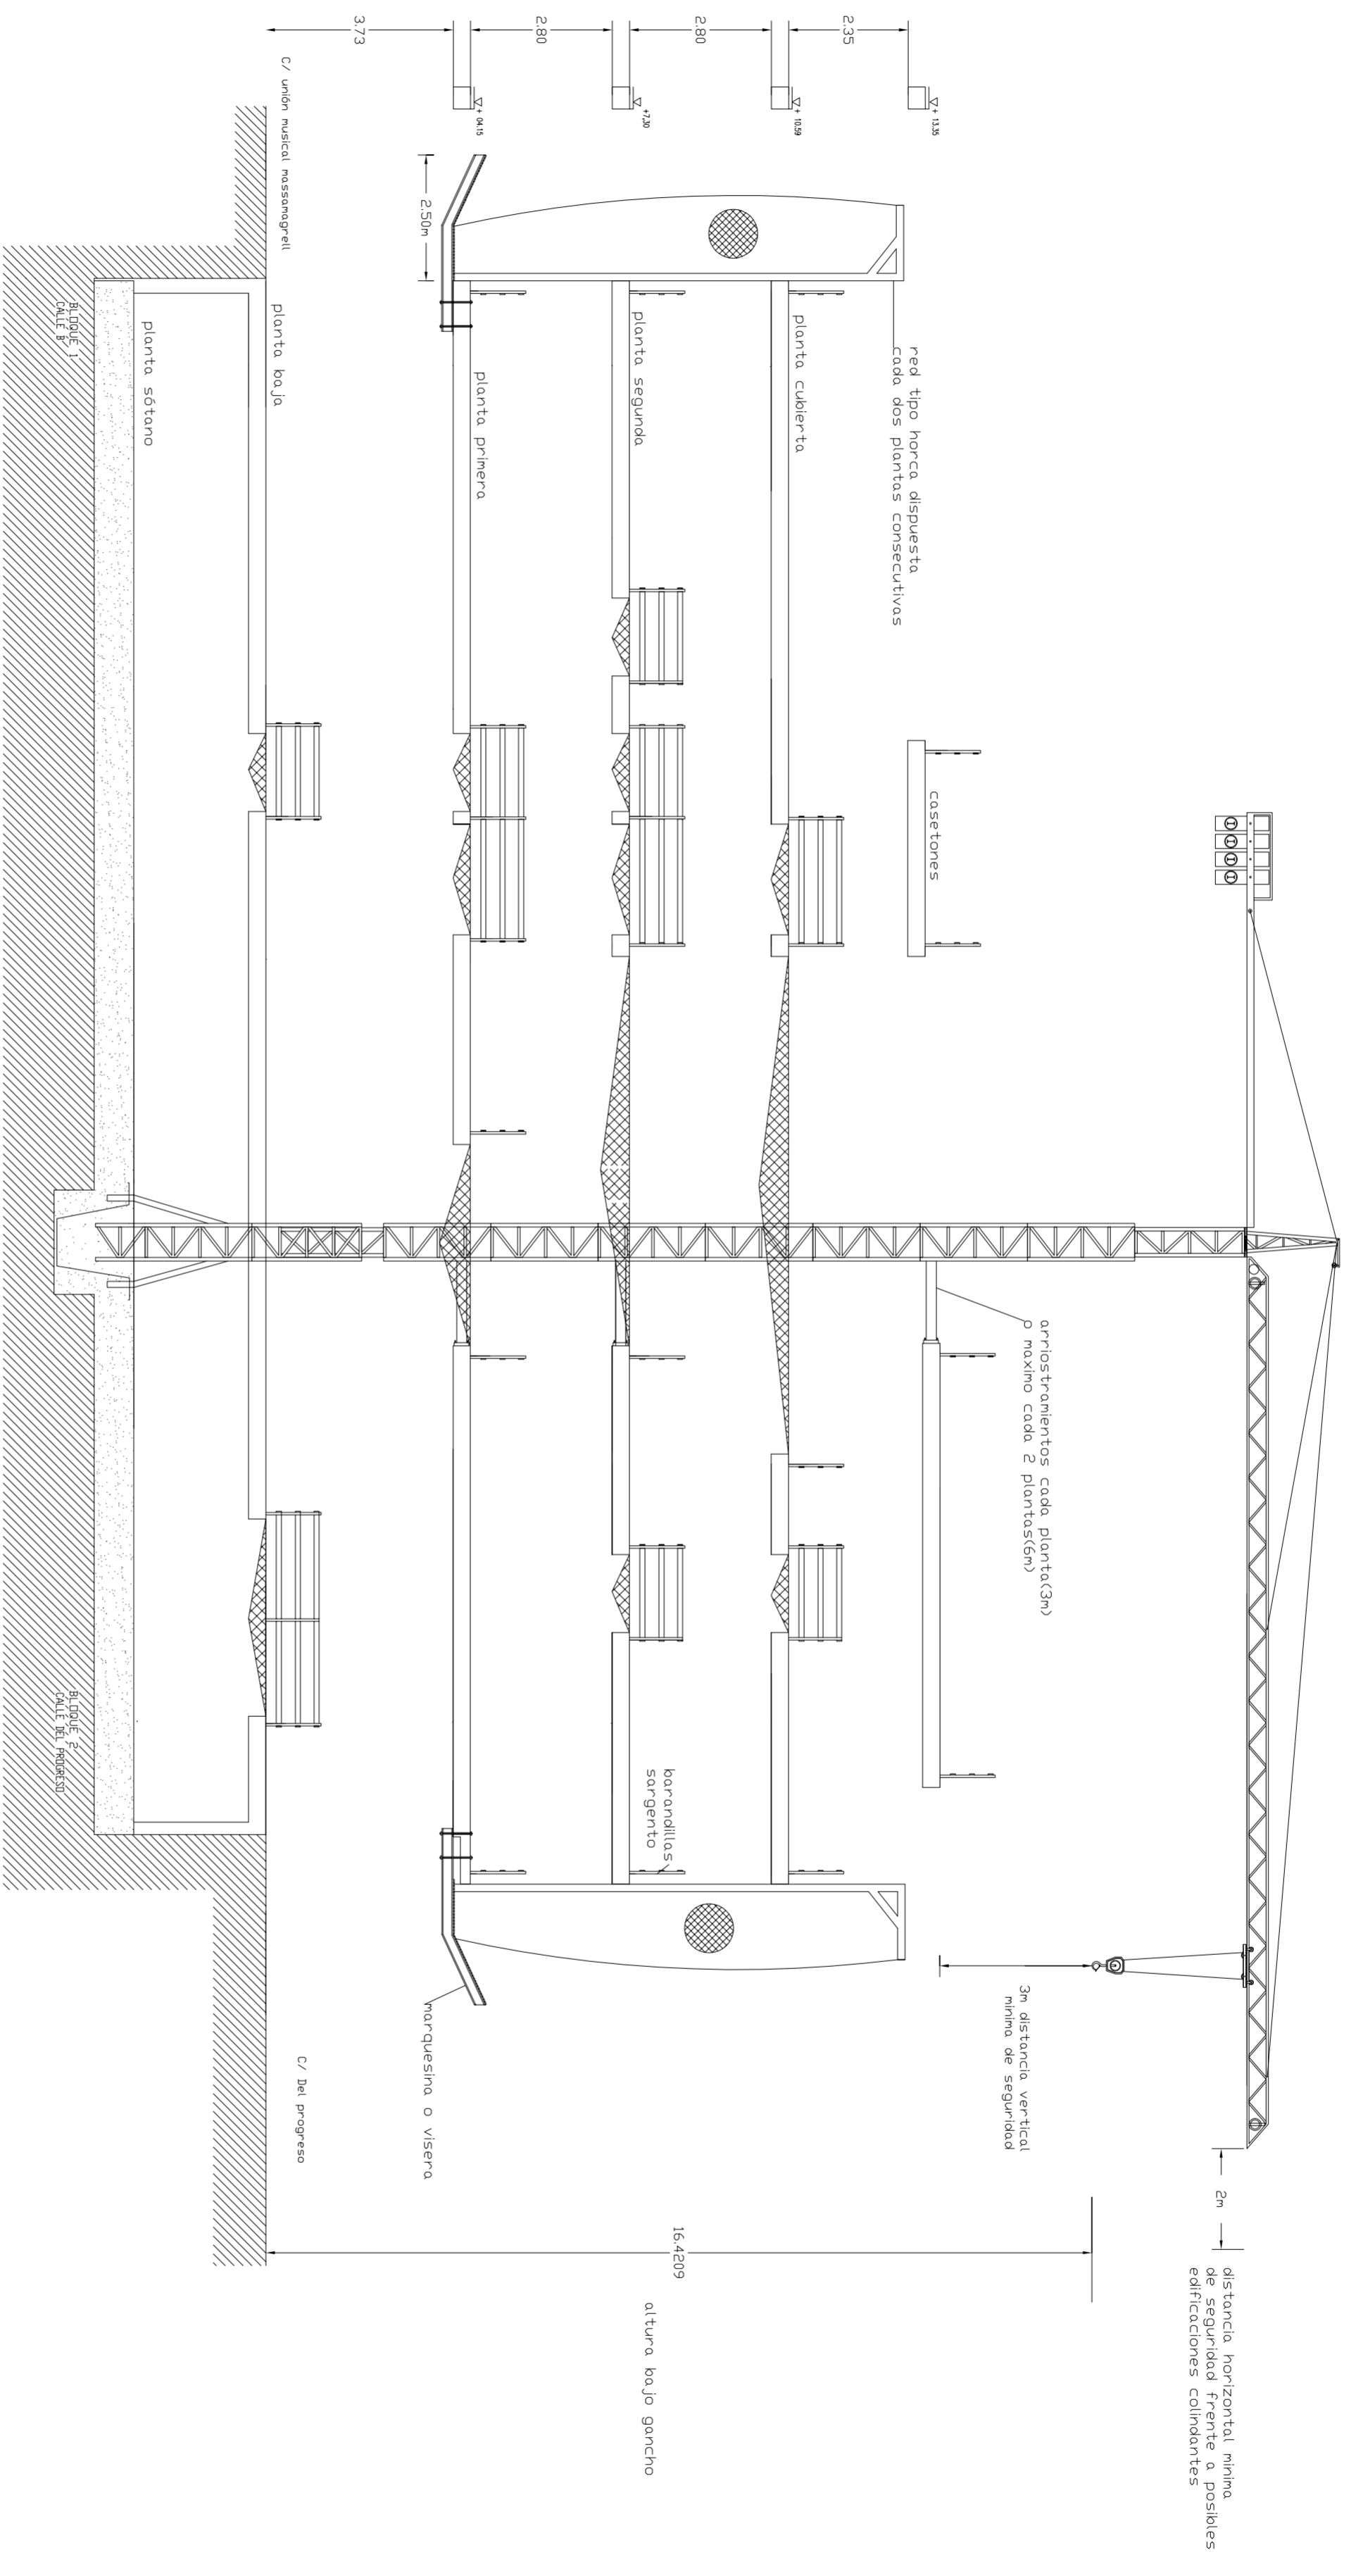 distancia horizontal minima
de seguridad frente a posibles
edificaciones colindantes
2m
3m distancia vertical
minima de seguridad
arriostramientos cada planta(3m)
o maximo cada 2 plantas(6m)
casetones
red tipo horca dispuesta
cada dos plantas consecutivas
+ 13.35
2.35
planta cubierta
+ 10.59
2.80
barandillas
sargento
16.4209
altura bajo gancho
planta segunda
+7,30
2.80
planta primera
+ 04.15
2.50m
marquesina o visera
3.73
C/ unión musical massamagrell
planta baja
C/ Del progreso
planta sótano
BLOQUE 1
CALLE B
BLOQUE 2
CALLE DEL PROGRESO